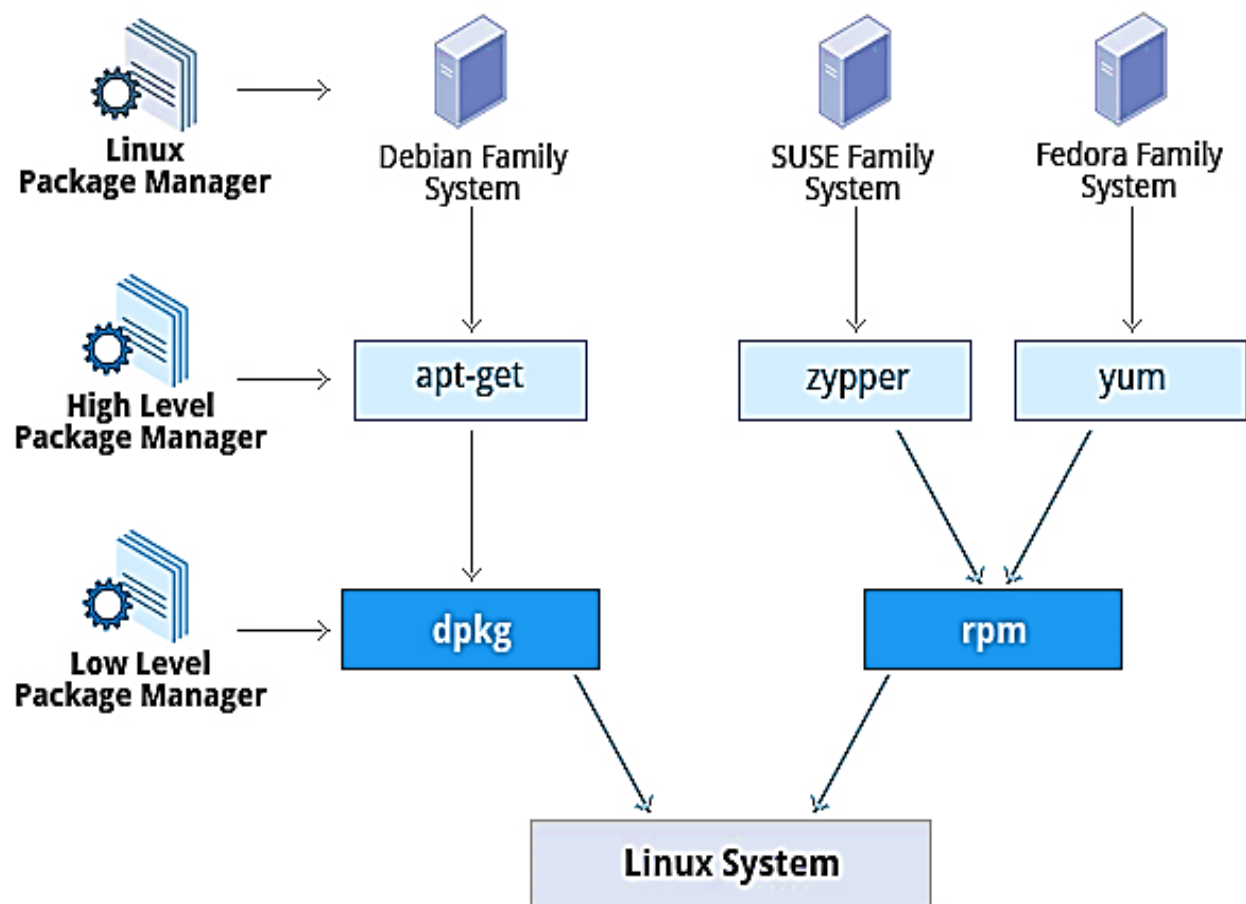 Linux
Package Manager
Debian Family
System
SUSE Family
System
Fedora Family
System
High Level
Package Manager
apt-get
zypper
yum
Low Level
Package Manager
dpkg
rpm
Linux System